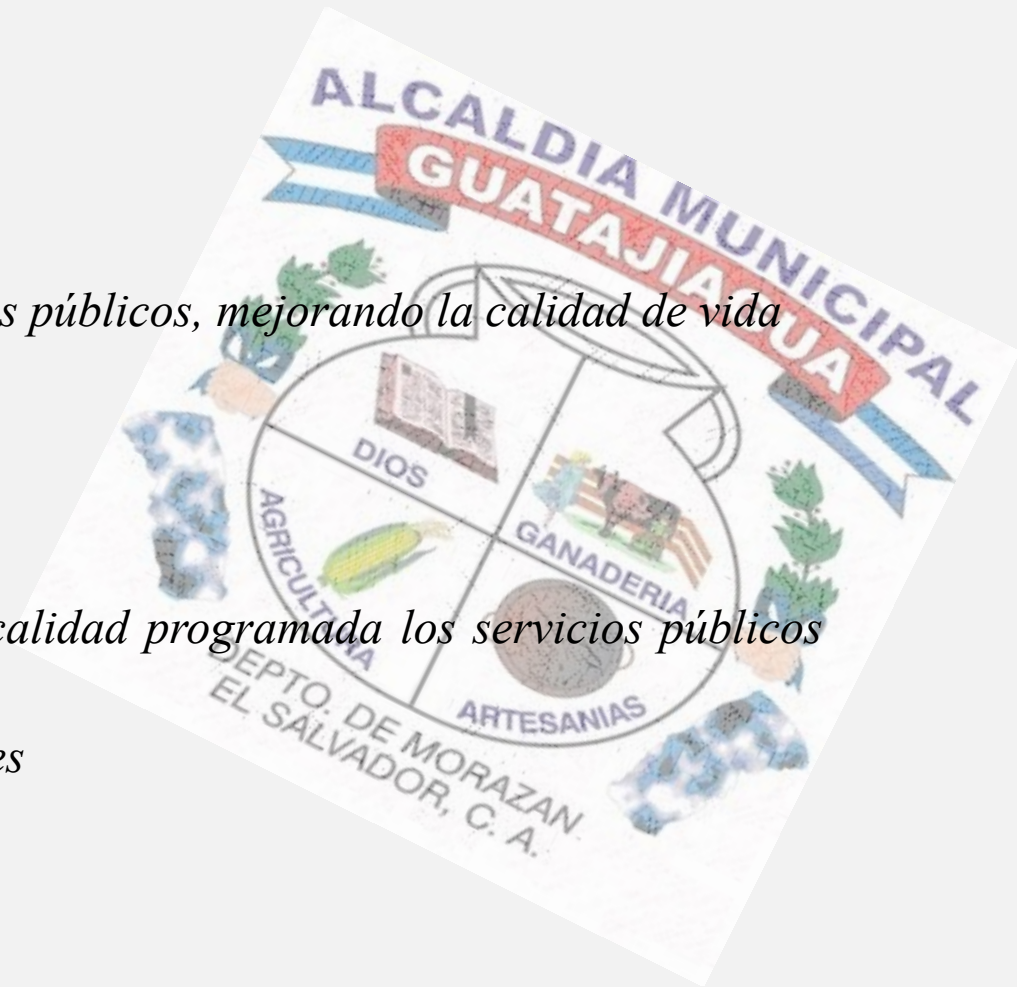 ALCALDIA MUNICIPAL
GUATAJIAGUA
s públicos, mejorando la calidad de vida
DIOS
GANADERIA
AGRICULTURA
ARTESANIAS
calidad programada los servicios públicos
DEPTO. DE MORAZAN
EL SALVADOR, C. A.
es